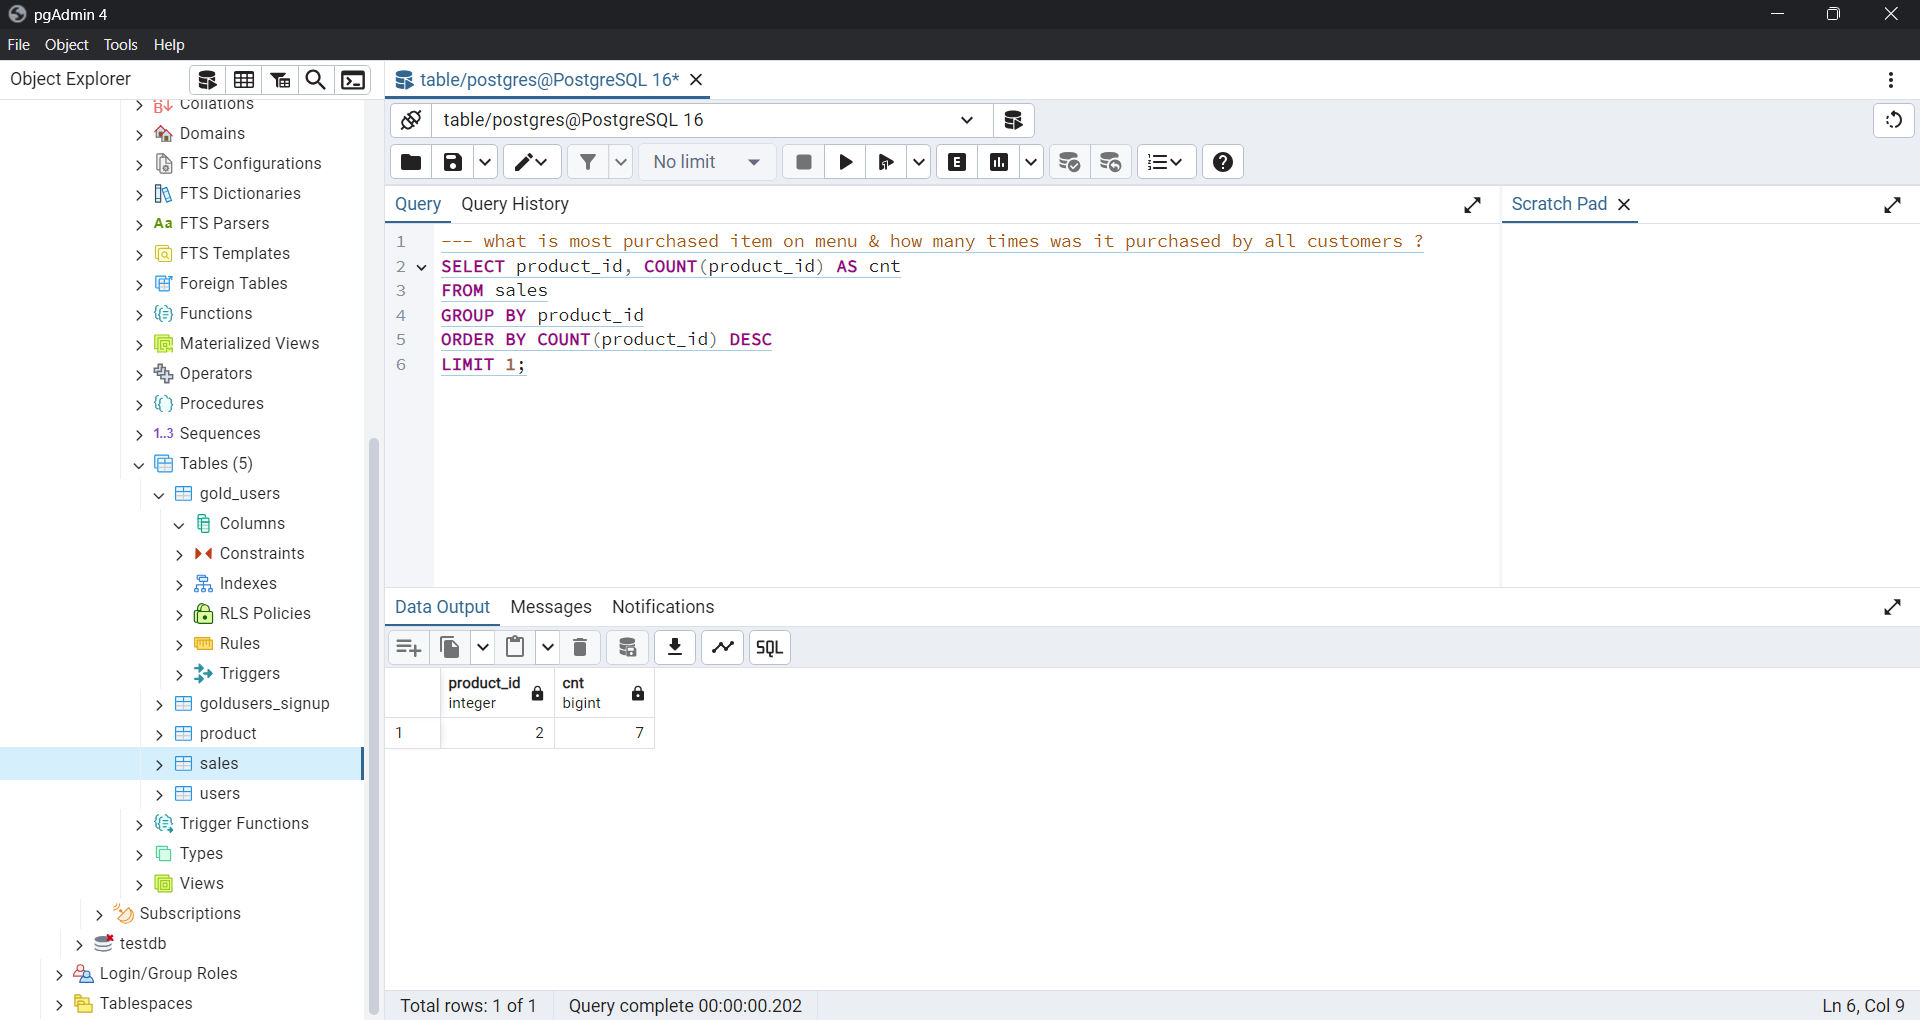 pgAdmin 4
File Object Tools Help
Object Explorer
table/postgres@PostgreSQL 16*
table/postgres@PostgreSQL 16
No limit
Collations
Domains
FTS Configurations
FTS Dictionaries
Aa FTS Parsers
FTS Templates
Foreign Tables
Functions
Materialized Views
Operators
Procedures
1..3 Sequences
Tables (5)
gold_users
Columns
Constraints
Indexes
RLS Policies
Rules
Triggers
goldusers_signup
product
sales
users
Trigger Functions
Types
Views
Subscriptions
testdb
Login/Group Roles
Tablespaces
Query Query History
Scratch Pad
1 --- what is most purchased item on menu & how many times was it purchased by all customers ?
2 SELECT product_id, COUNT(product_id) AS cnt
3 FROM sales
4 GROUP BY product_id
5 ORDER BY COUNT(product_id) DESC
6 LIMIT 1;
Data Output Messages Notifications
SQL
product_id cnt
integer bigint
1 2 7
Total rows: 1 of 1 Query complete 00:00:00.202 Ln 6, Col 9